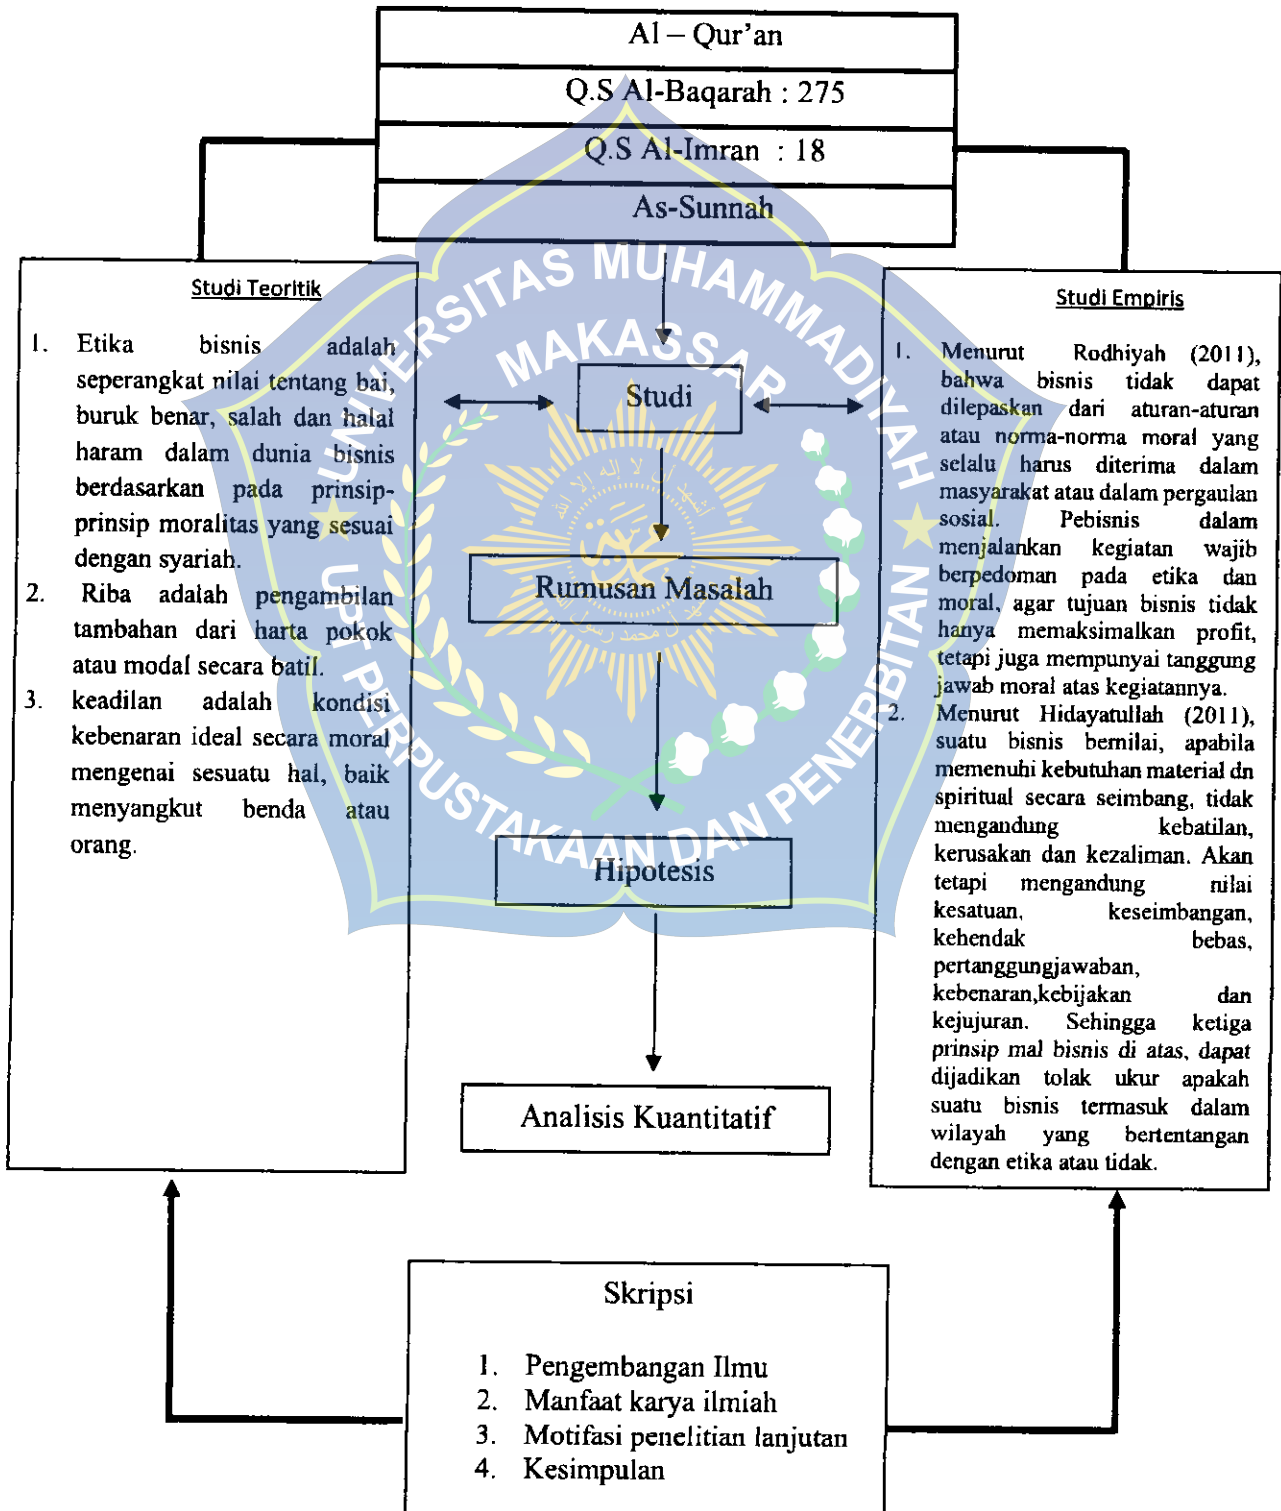 Al – Qur'an
Q.S Al-Baqarah : 275
Q.S Al-Imran : 18
As-Sunnah
Studi Teoritik
1. Etika bisnis adalah
seperangkat nilai tentang bai,
buruk benar, salah dan halal
haram dalam dunia bisnis
berdasarkan pada prinsip-
prinsip moralitas yang sesuai
dengan syariah.
2. Riba adalah pengambilan
tambahan dari harta pokok
atau modal secara batil.
3. keadilan adalah kondisi
kebenaran ideal secara moral
mengenai sesuatu hal, baik
menyangkut benda atau
orang.
Studi
Rumusan Masalah
Hipotesis
Analisis Kuantitatif
Studi Empiris
1. Menurut Rodhiyah (2011),
bahwa bisnis tidak dapat
dilepaskan dari aturan-aturan
atau norma-norma moral yang
selalu harus diterima dalam
masyarakat atau dalam pergaulan
sosial. Pebisnis dalam
menjalankan kegiatan wajib
berpedoman pada etika dan
moral, agar tujuan bisnis tidak
hanya memaksimalkan profit,
tetapi juga mempunyai tanggung
jawab moral atas kegiatannya.
2. Menurut Hidayatullah (2011),
suatu bisnis bernilai, apabila
memenuhi kebutuhan material dn
spiritual secara seimbang, tidak
mengandung kebatilan,
kerusakan dan kezaliman. Akan
tetapi mengandung nilai
kesatuan, keseimbangan,
kehendak bebas,
pertanggungjawaban,
kebenaran,kebijakan dan
kejujuran. Sehingga ketiga
prinsip mal bisnis di atas, dapat
dijadikan tolak ukur apakah
suatu bisnis termasuk dalam
wilayah yang bertentangan
dengan etika atau tidak.
Skripsi
1. Pengembangan Ilmu
2. Manfaat karya ilmiah
3. Motifasi penelitian lanjutan
4. Kesimpulan
UNIVERSITAS MUHAMMADIYAH
MAKASSAR
UPT PERPUSTAKAAN DAN PENERBITAN